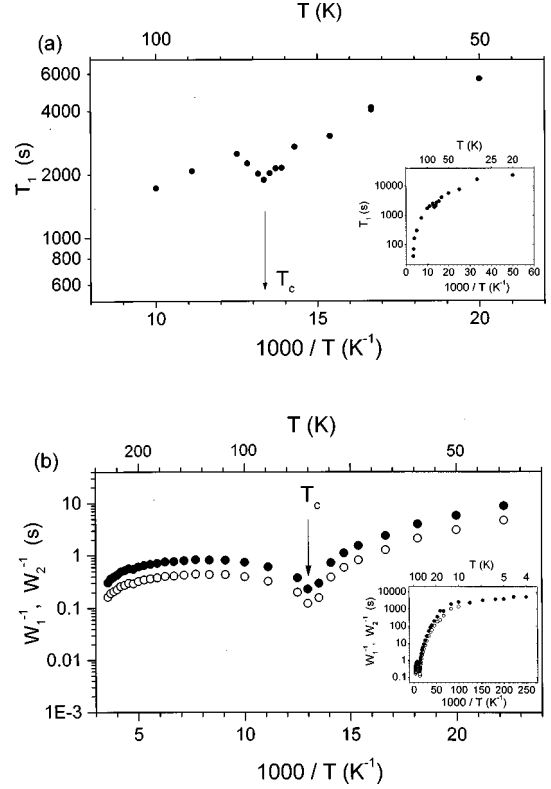 T (K)
(a) 100 50
6000
4000
2000
1000
800
600
T₁ (s)
T_c
T (K)
100 50 25 20
10000
1000
100
T₁ (s)
0 10 20 30 40 50 60
1000 / T (K⁻¹)
10 15 20
1000 / T (K⁻¹)
T (K)
(b) 200 100 50
10
1
0.1
0.01
1E-3
W₁⁻¹, W₂⁻¹ (s)
T_c
T (K)
100 20 10 5 4
10000
1000
100
10
1
0.1
W₁⁻¹, W₂⁻¹ (s)
0 50 100 150 200 250
1000 / T (K⁻¹)
5 10 15 20
1000 / T (K⁻¹)